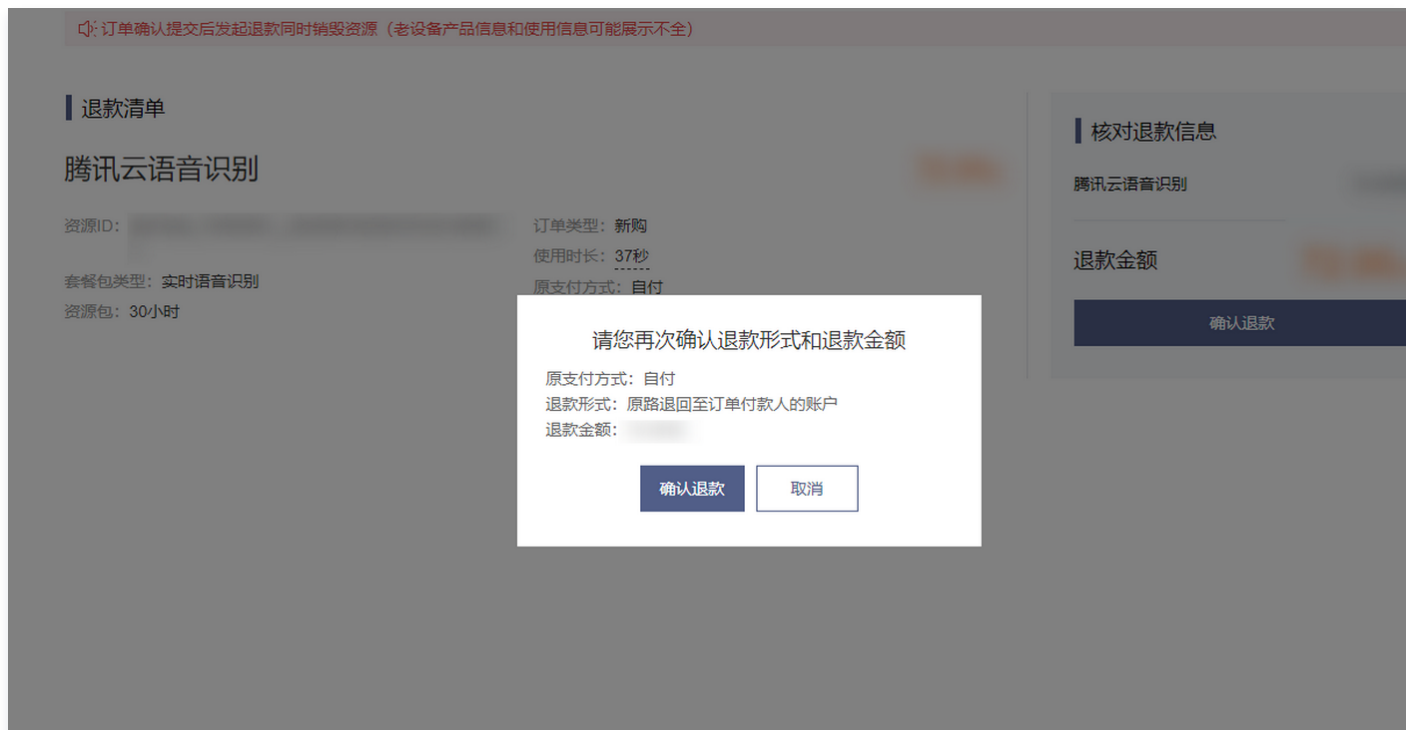 订单确认提交后发起退款同时销毁资源（老设备产品信息和使用信息可能展示不全）
退款清单
腾讯云语音识别
资源ID：
套餐包类型：实时语音识别
资源包：30小时
订单类型：新购
使用时长：37秒
原支付方式：自付
核对退款信息
腾讯云语音识别
退款金额
确认退款
请您再次确认退款形式和退款金额
原支付方式：自付
退款形式：原路退回至订单付款人的账户
退款金额：
确认退款
取消